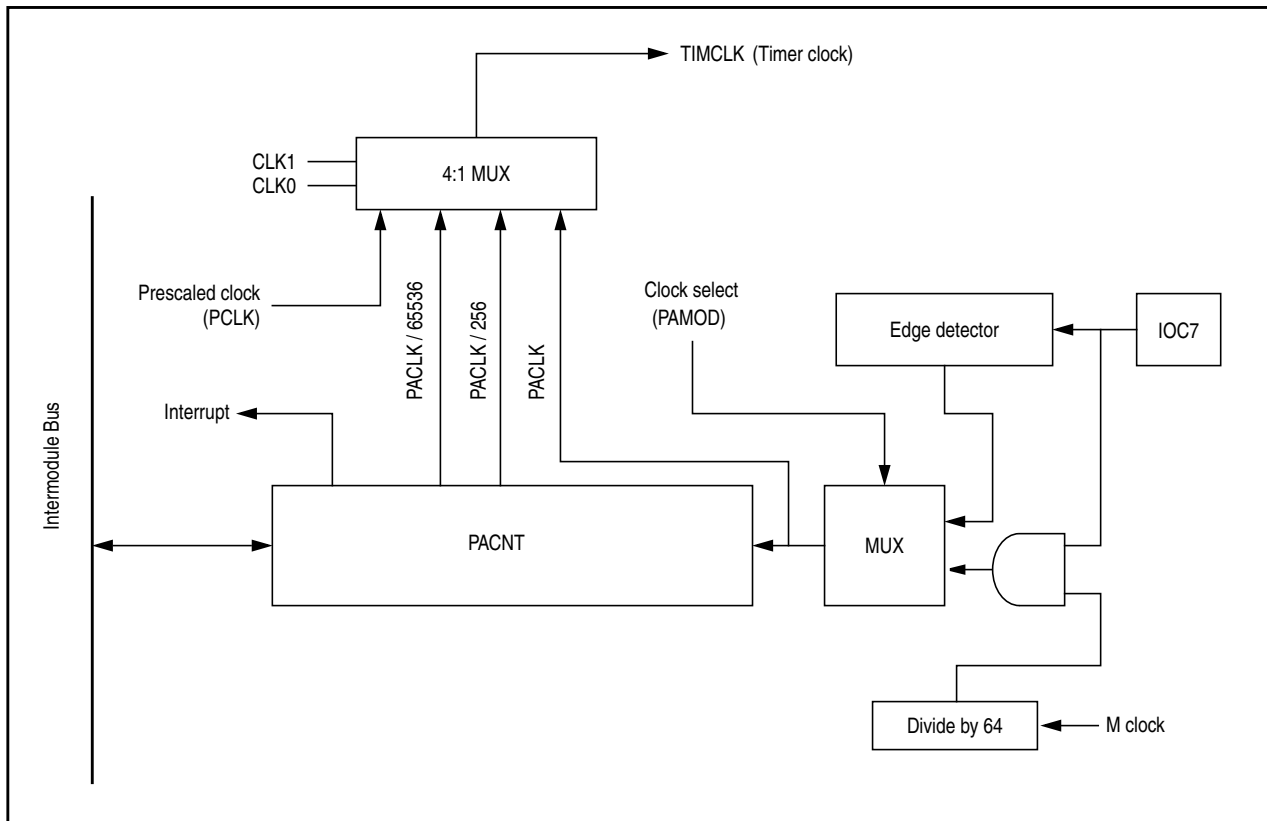 TIMCLK (Timer clock)
CLK1
CLK0
4:1 MUX
Prescaled clock
(PCLK)
PACLK / 65536
PACLK / 256
PACLK
Clock select
(PAMOD)
Edge detector
IOC7
Interrupt
Intermodule Bus
PACNT
MUX
Divide by 64
M clock